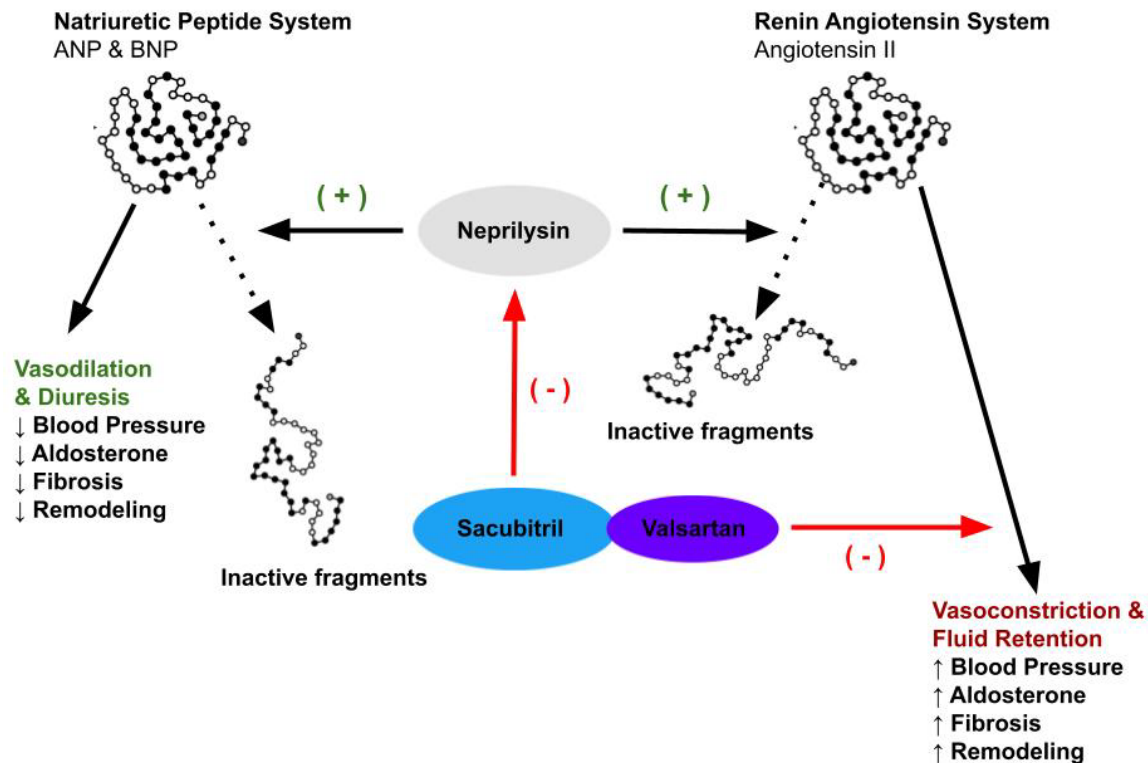 Natriuretic Peptide System
ANP & BNP
Renin Angiotensin System
Angiotensin II
( + )
Neprilysin
( + )
Vasodilation
& Diuresis
↓ Blood Pressure
↓ Aldosterone
↓ Fibrosis
↓ Remodeling
Inactive fragments
( - )
Inactive fragments
Sacubitril
Valsartan
( - )
Vasoconstriction &
Fluid Retention
↑ Blood Pressure
↑ Aldosterone
↑ Fibrosis
↑ Remodeling